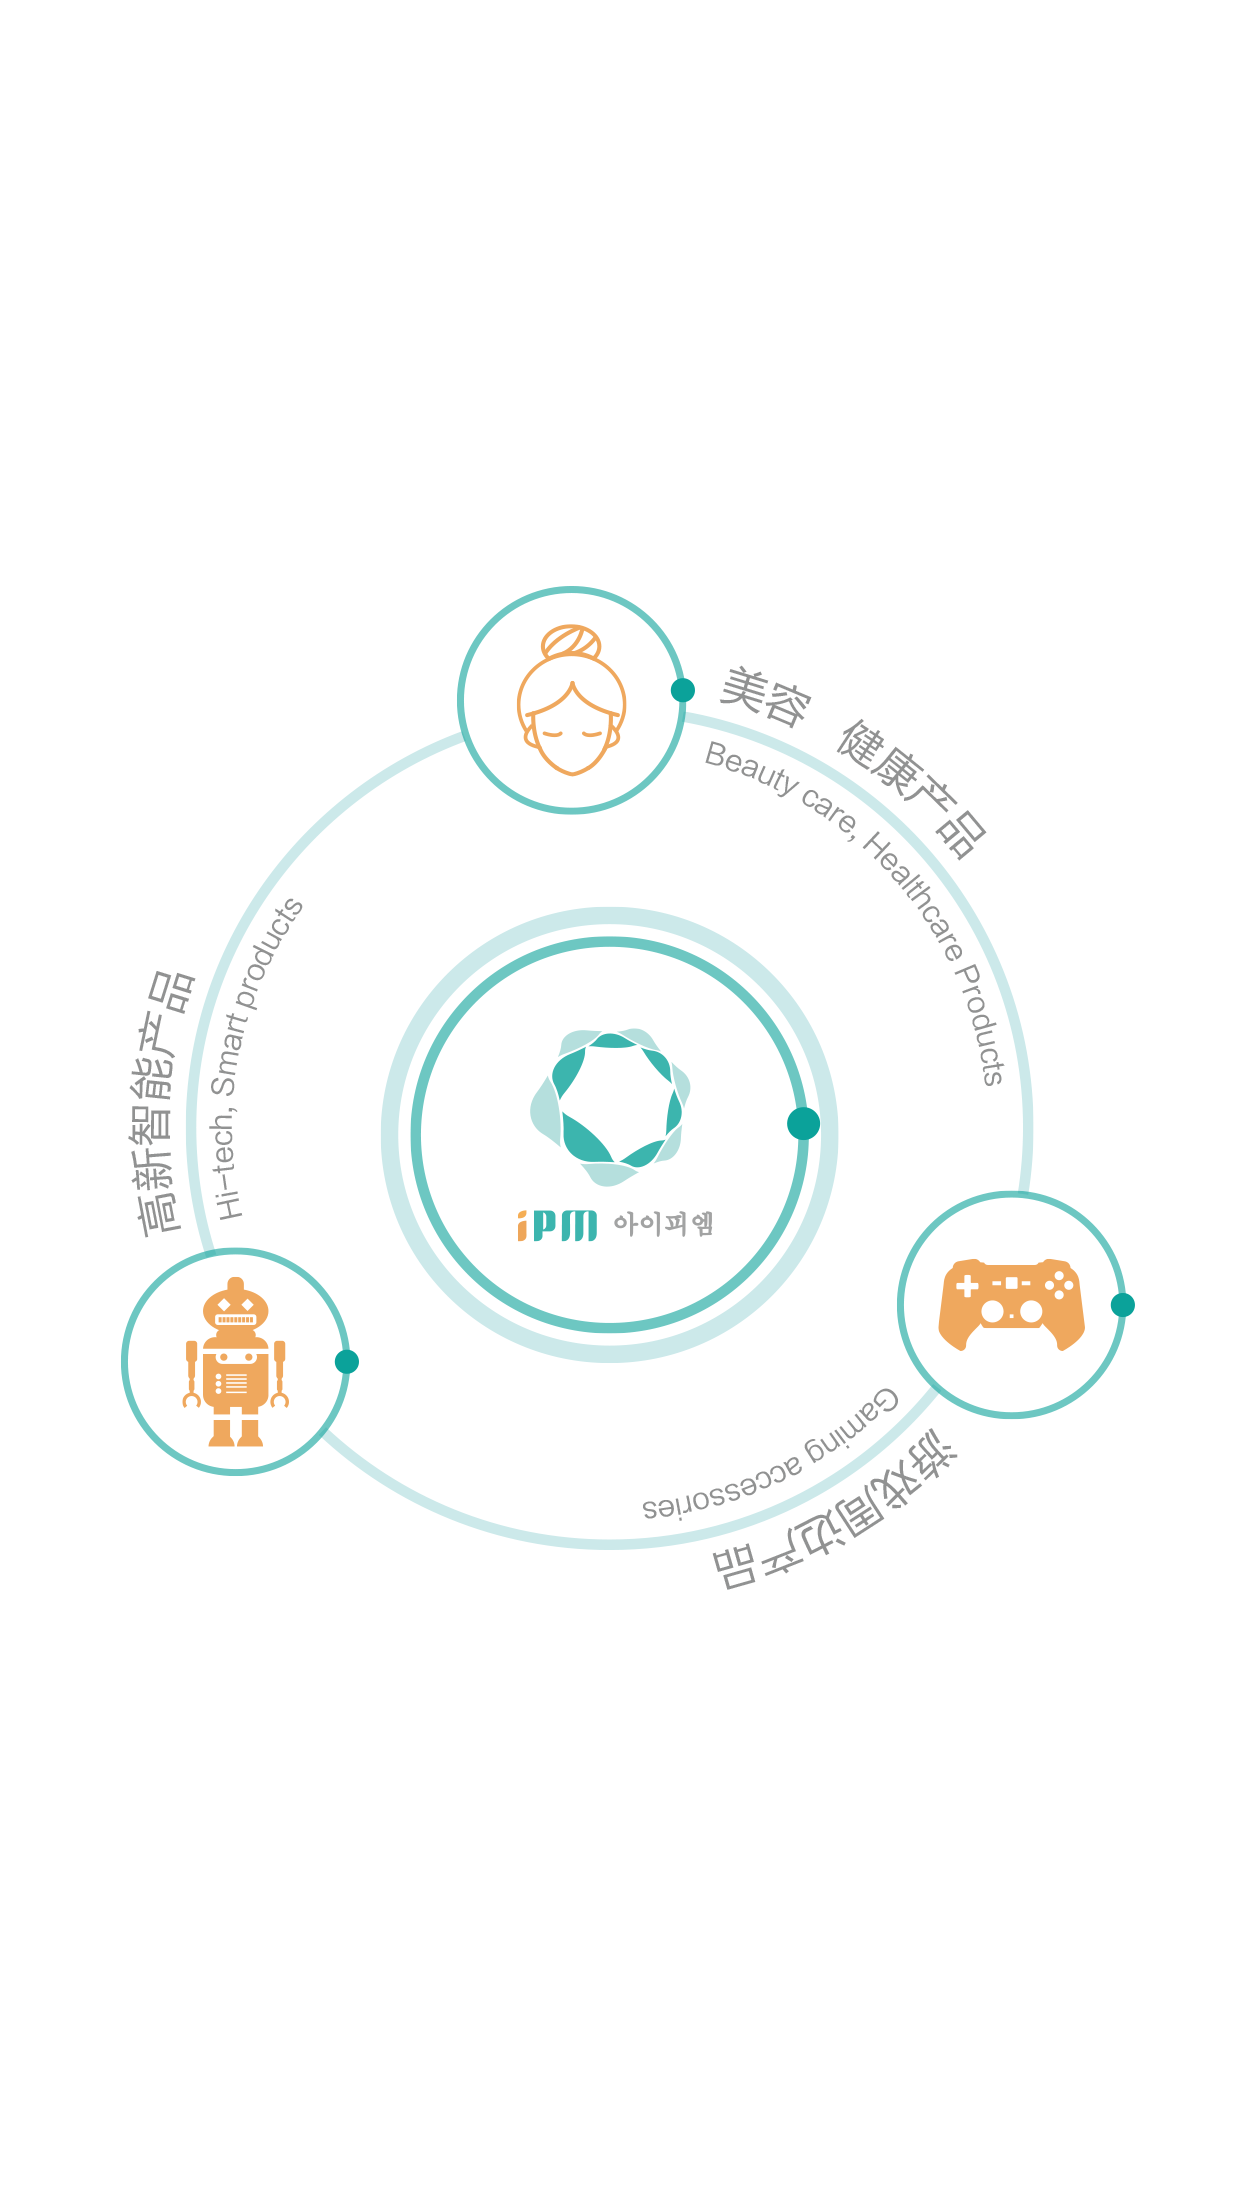 美容 健康产品
Beauty care, Healthcare Products
高新智能产品
Hi-tech, Smart products
iPM 아이피엠
Gaming accessories
游戏周边产品